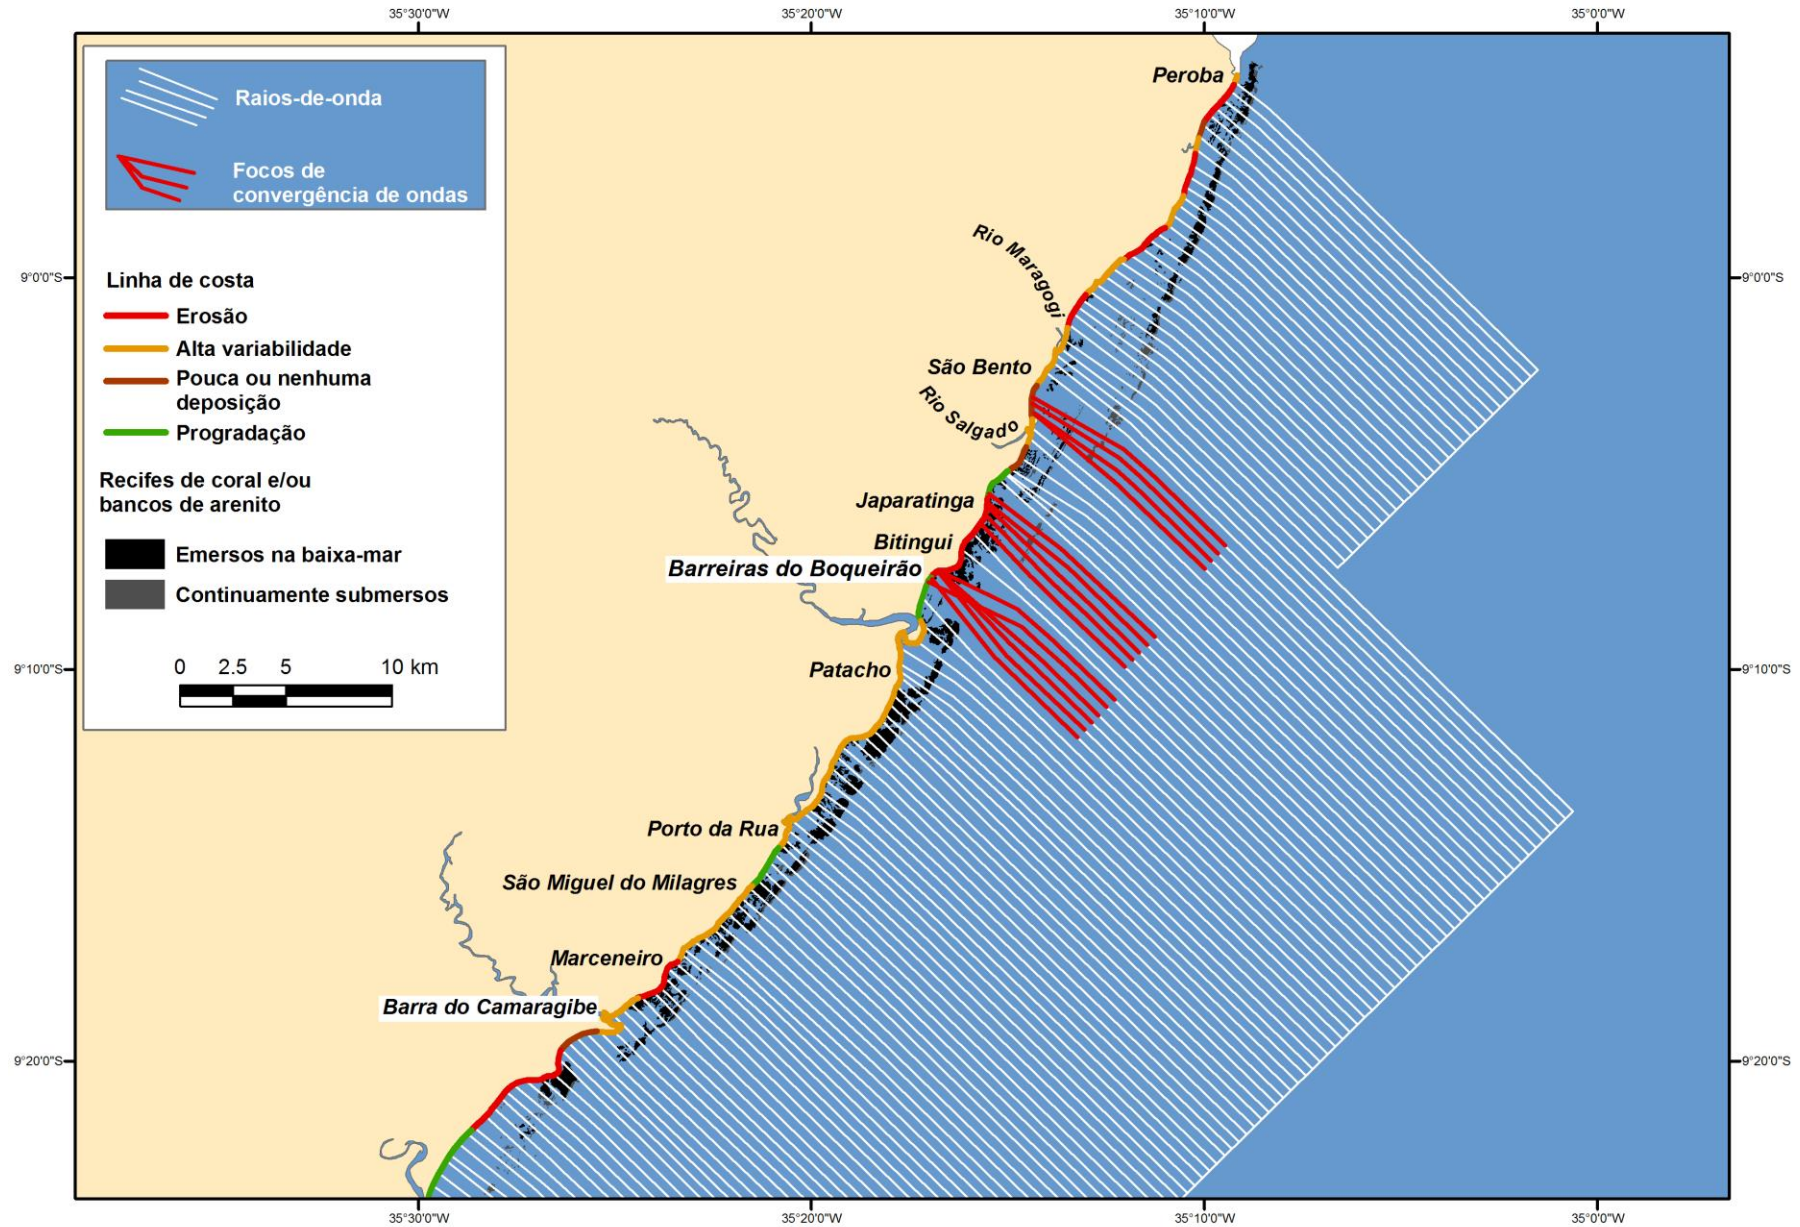 35°30'0"W
35°20'0"W
35°10'0"W
35°0'0"W
Raios-de-onda
Focos de
convergência de ondas
Linha de costa
Erosão
Alta variabilidade
Pouca ou nenhuma
deposição
Progradação
Recifes de coral e/ou
bancos de arenito
Emersos na baixa-mar
Continuamente submersos
0 2.5 5 10 km
Peroba
Rio Maragogi
São Bento
Rio Salgado
Japaratinga
Bitingui
Barreiras do Boqueirão
Patacho
Porto da Rua
São Miguel do Milagres
Marceneiro
Barra do Camaragibe
9°0'0"S
9°10'0"S
9°20'0"S
9°0'0"S
9°10'0"S
9°20'0"S
35°30'0"W
35°20'0"W
35°10'0"W
35°0'0"W